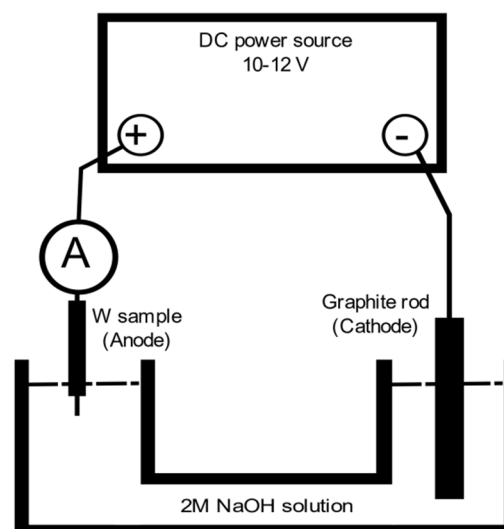 DC power source
10-12 V
+
-
A
W sample
(Anode)
Graphite rod
(Cathode)
2M NaOH solution